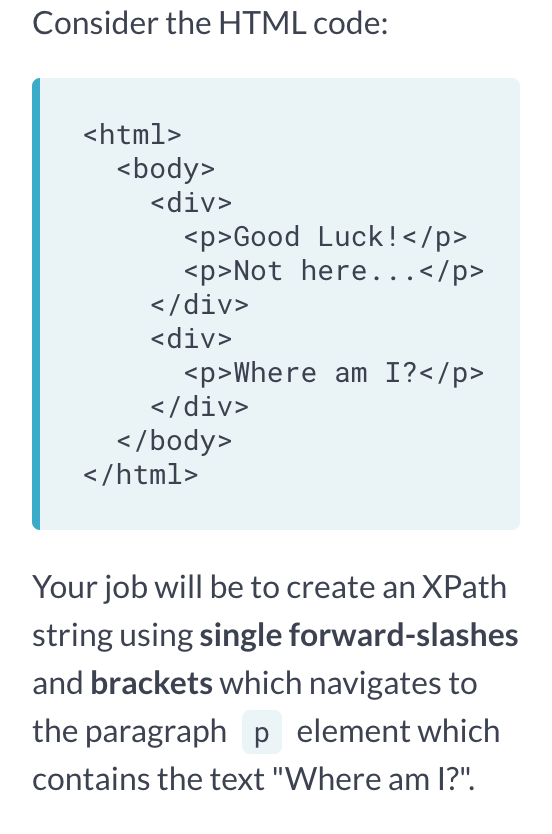 Consider the HTML code:
<html>
  <body>
    <div>
      <p>Good Luck!</p>
      <p>Not here...</p>
    </div>
    <div>
      <p>Where am I?</p>
    </div>
  </body>
</html>
Your job will be to create an XPath
string using single forward-slashes
and brackets which navigates to
the paragraph p element which
contains the text "Where am I?".